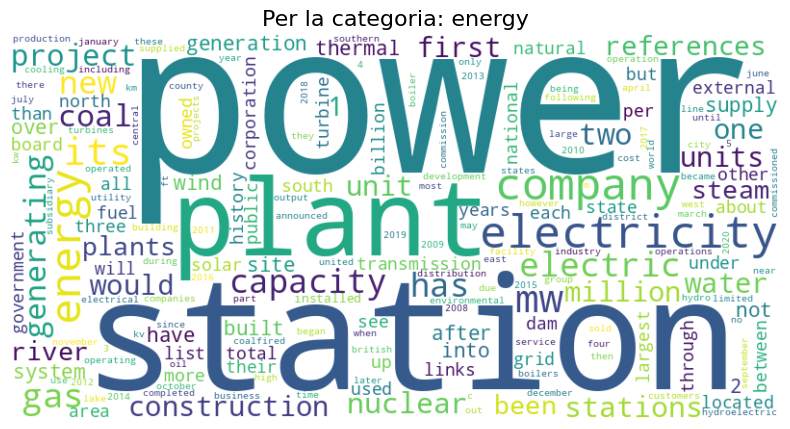 Per la categoria: energy
production january these supplied generation southern 4 only 2013 being operation june
project cooling including year thermal first natural references
there new july km north county 2018 turbine 1 boiler commission following april but external
than coal central owned projects they corporation billion national large per 2017 line until supply
over kw turbines power cost two world city 5 one
board its ft 2010 became units commissioned
operated generating all wind south unit development states company other steam
subsidiary energy utility output most history public plant years each however state district west march about
three fuel building announced 2019 2009 may electricity
plants 2011 solar site transmission east facility industry operations 2020 under near
government will during 2016 united distribution electric
would electrical companies part capacity has due group 2015 hydro limited water
november 2014 kv installed environmental 2008 mw million sold no not
river 3 have since began built see when after dam service four largest through between
operating list oil coalfired total british into grid boilers then september
system use 2012 october their up links later december customers 2
gas lake more high used c stations located
area completed business time station nuclear out been hydroelectric
construction